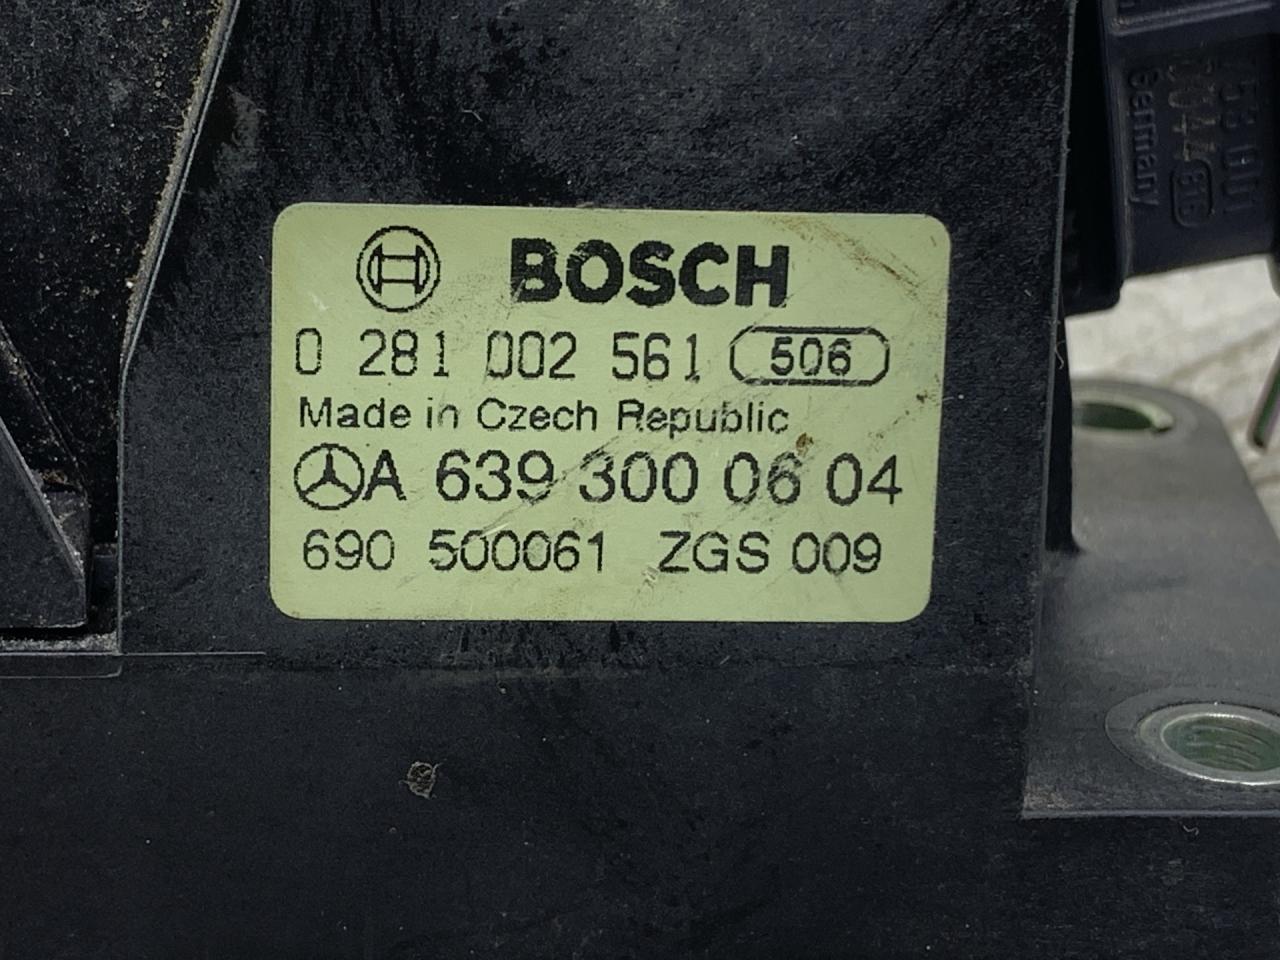 BOSCH
0 281 002 561 506
Made in Czech Republic
A 639 300 06 04
690 500061 ZGS 009
Germany